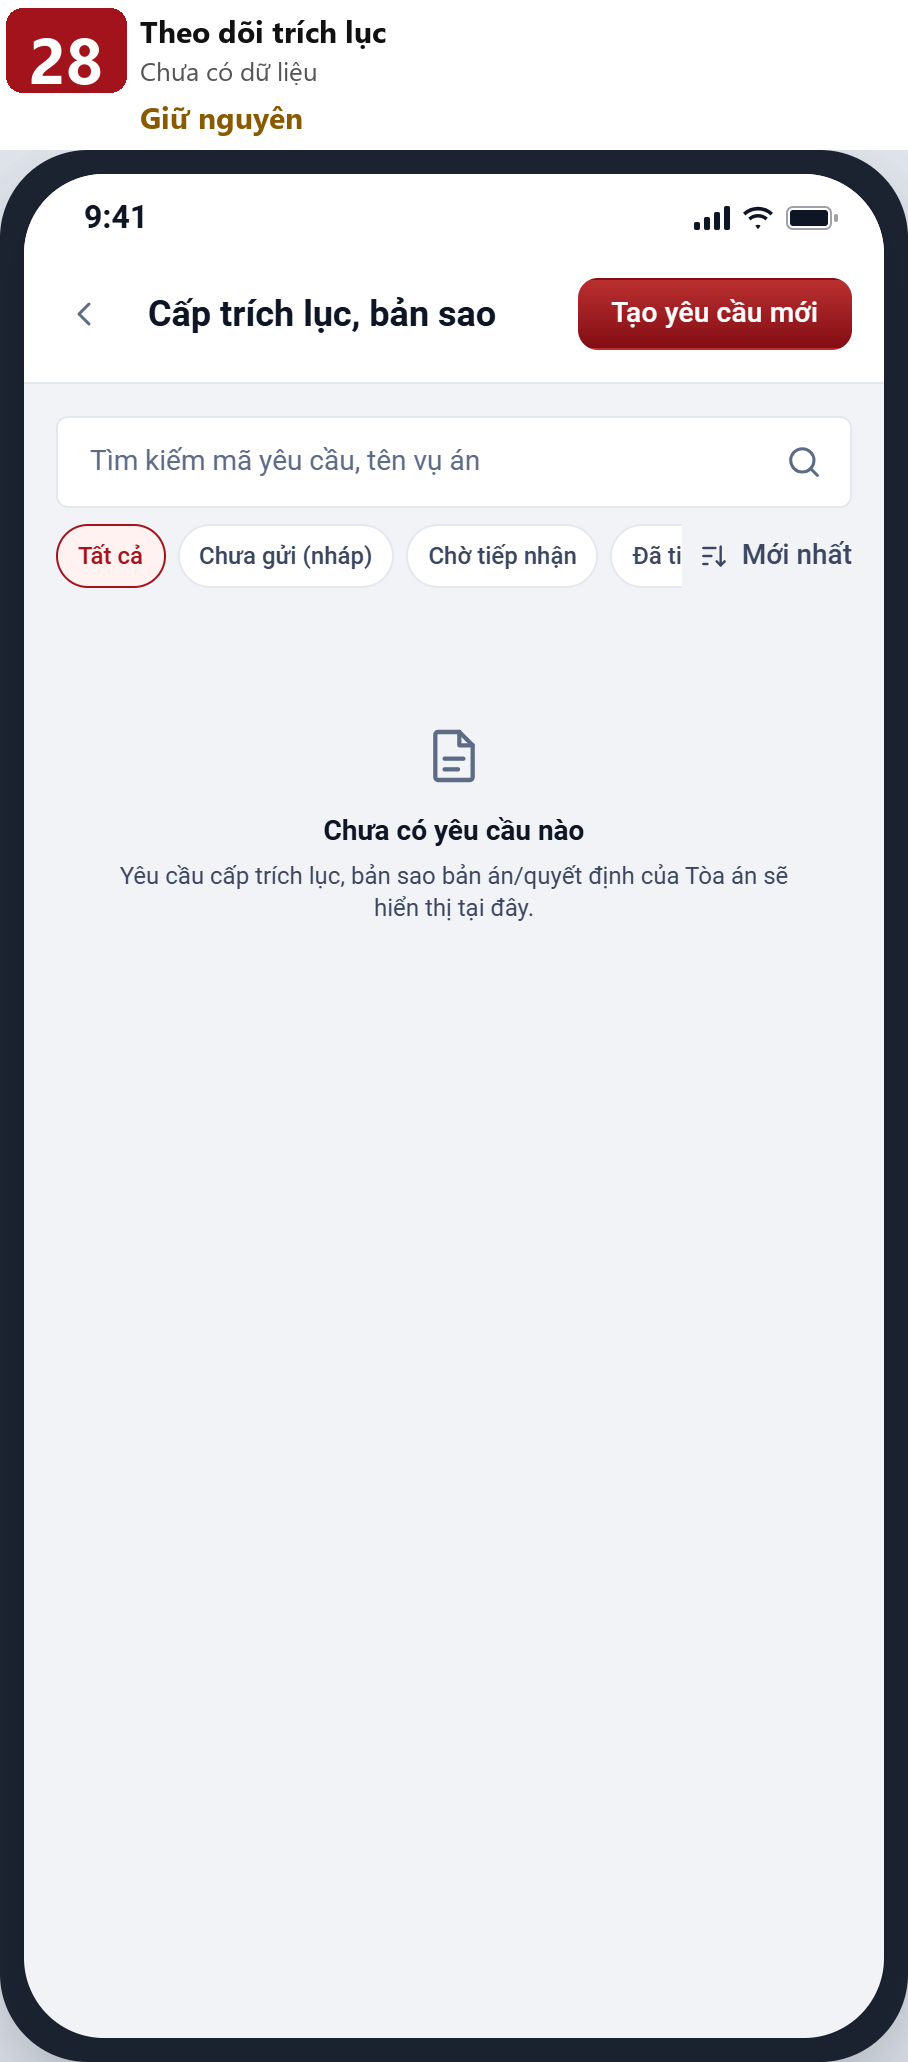 28
Theo dõi trích lục
Chưa có dữ liệu
Giữ nguyên
9:41
Cấp trích lục, bản sao
Tạo yêu cầu mới
Tìm kiếm mã yêu cầu, tên vụ án
Tất cả
Chưa gửi (nháp)
Chờ tiếp nhận
Đã ti
Mới nhất
Chưa có yêu cầu nào
Yêu cầu cấp trích lục, bản sao bản án/quyết định của Tòa án sẽ
hiển thị tại đây.